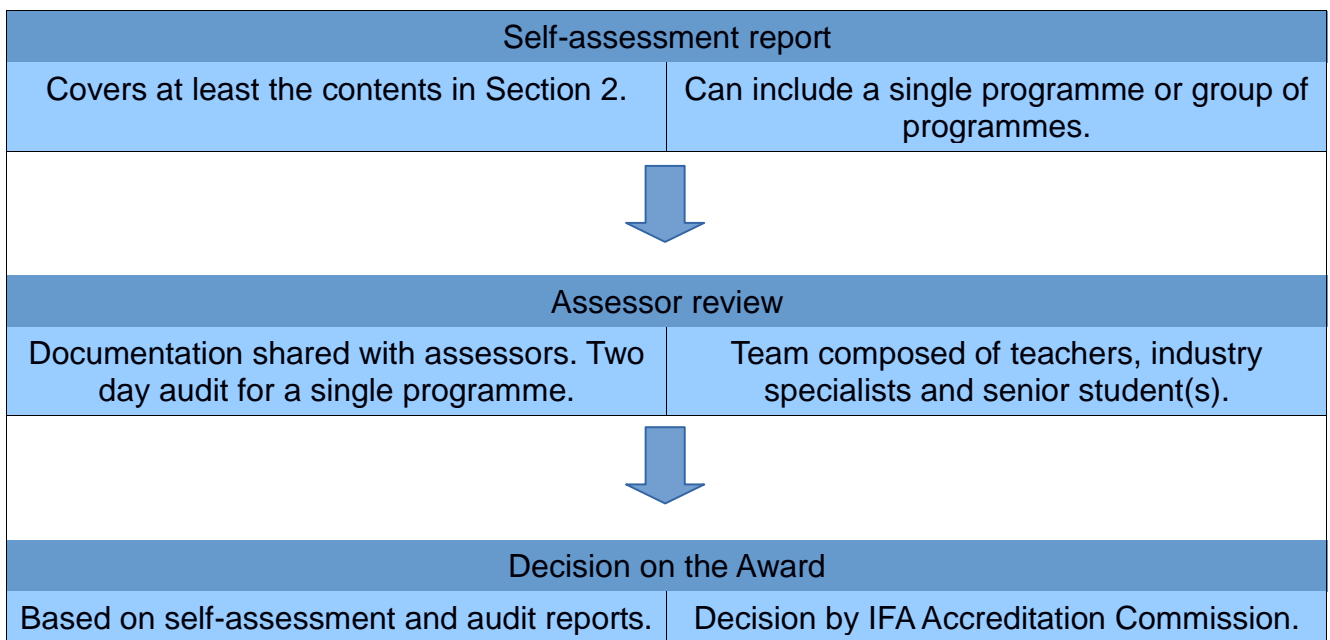 Self-assessment report
Covers at least the contents in Section 2.
Can include a single programme or group of
programmes.
Assessor review
Documentation shared with assessors. Two
day audit for a single programme.
Team composed of teachers, industry
specialists and senior student(s).
Decision on the Award
Based on self-assessment and audit reports.
Decision by IFA Accreditation Commission.